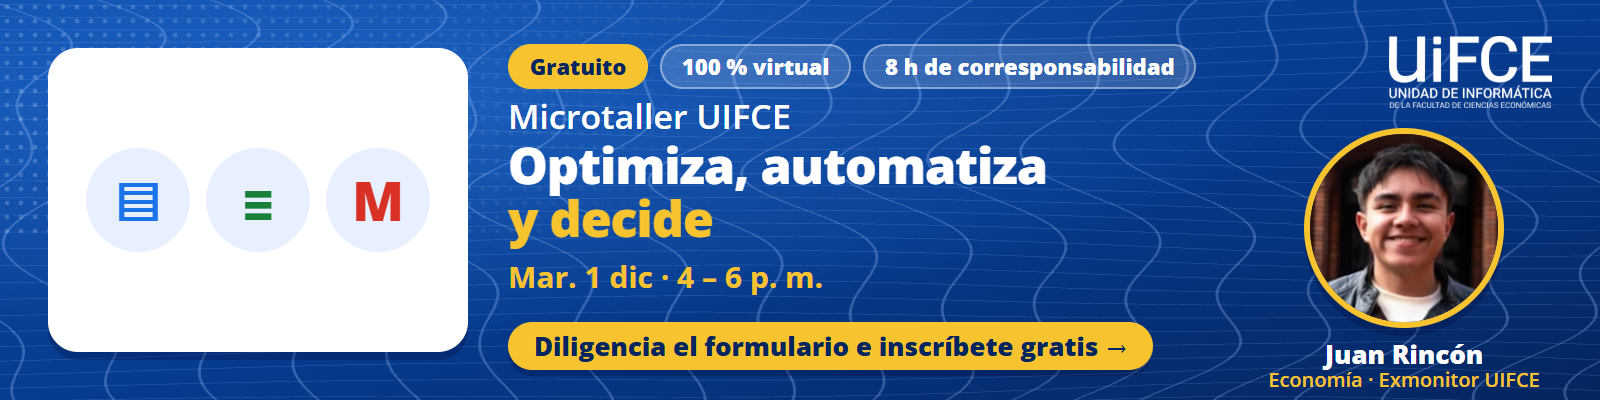 Gratuito
100 % virtual
8 h de corresponsabilidad
Microtaller UIFCE
Optimiza, automatiza
y decide
Mar. 1 dic · 4 – 6 p. m.
Diligencia el formulario e inscríbete gratis →
M
UiFCE
UNIDAD DE INFORMÁTICA
DE LA FACULTAD DE CIENCIAS ECONÓMICAS
Juan Rincón
Economía · Exmonitor UIFCE